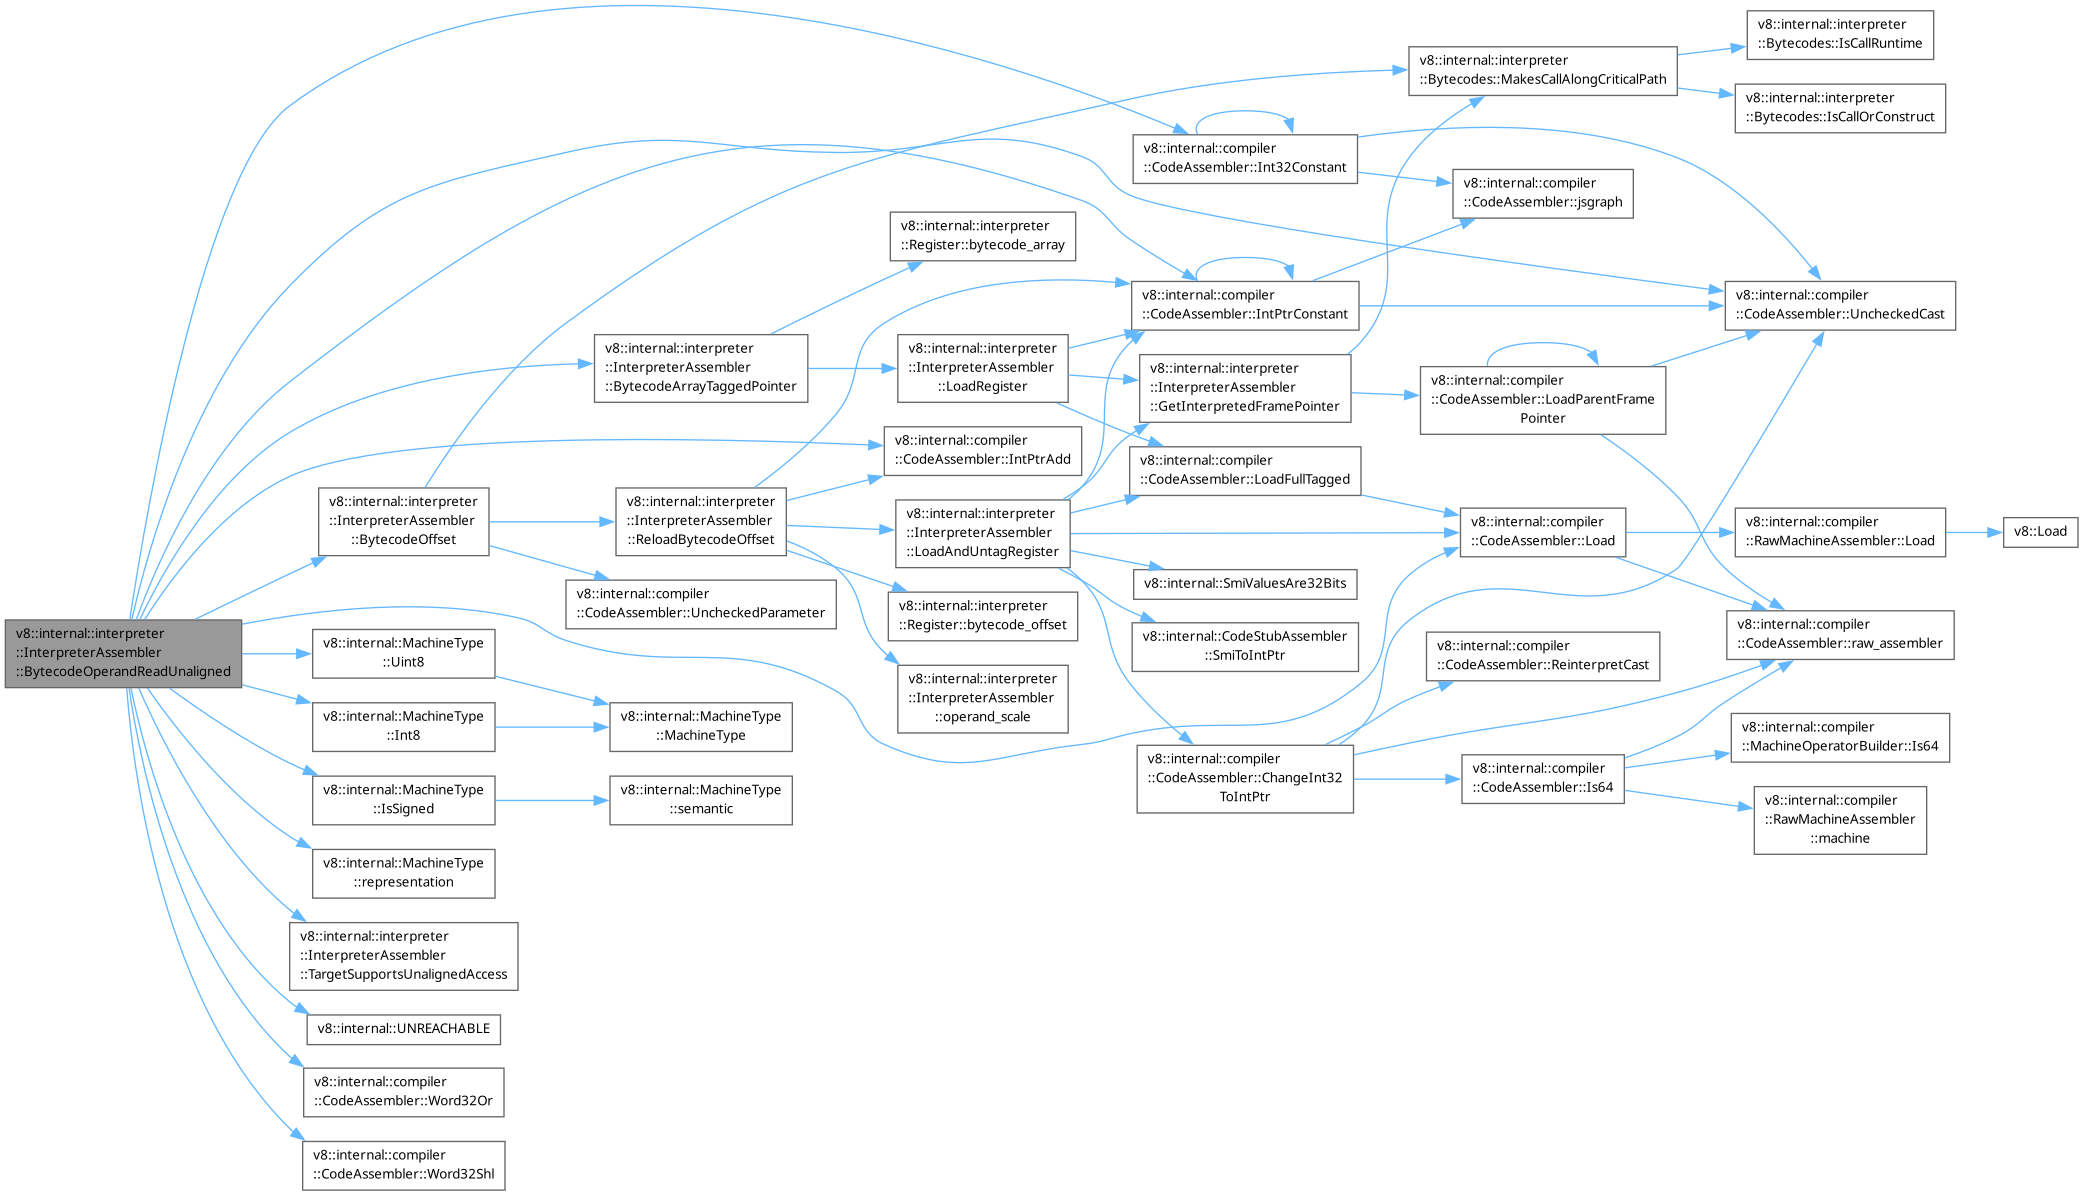 v8::internal::interpreter
::InterpreterAssembler
::BytecodeOperandReadUnaligned
v8::internal::interpreter
::InterpreterAssembler
::BytecodeOffset
v8::internal::MachineType
::Uint8
v8::internal::MachineType
::Int8
v8::internal::MachineType
::IsSigned
v8::internal::MachineType
::representation
v8::internal::interpreter
::InterpreterAssembler
::TargetSupportsUnalignedAccess
v8::internal::UNREACHABLE
v8::internal::compiler
::CodeAssembler::Word32Or
v8::internal::compiler
::CodeAssembler::Word32Shl
v8::internal::interpreter
::InterpreterAssembler
::BytecodeArrayTaggedPointer
v8::internal::interpreter
::InterpreterAssembler
::ReloadBytecodeOffset
v8::internal::compiler
::CodeAssembler::UncheckedParameter
v8::internal::MachineType
::MachineType
v8::internal::MachineType
::semantic
v8::internal::interpreter
::Register::bytecode_array
v8::internal::interpreter
::InterpreterAssembler
::LoadRegister
v8::internal::compiler
::CodeAssembler::IntPtrAdd
v8::internal::interpreter
::InterpreterAssembler
::LoadAndUntagRegister
v8::internal::interpreter
::Register::bytecode_offset
v8::internal::interpreter
::InterpreterAssembler
::operand_scale
v8::internal::compiler
::CodeAssembler::Int32Constant
v8::internal::compiler
::CodeAssembler::IntPtrConstant
v8::internal::interpreter
::InterpreterAssembler
::GetInterpretedFramePointer
v8::internal::compiler
::CodeAssembler::LoadFullTagged
v8::internal::SmiValuesAre32Bits
v8::internal::CodeStubAssembler
::SmiToIntPtr
v8::internal::compiler
::CodeAssembler::ChangeInt32
ToIntPtr
v8::internal::interpreter
::Bytecodes::MakesCallAlongCriticalPath
v8::internal::compiler
::CodeAssembler::jsgraph
v8::internal::compiler
::CodeAssembler::LoadParentFrame
Pointer
v8::internal::compiler
::CodeAssembler::Load
v8::internal::compiler
::CodeAssembler::ReinterpretCast
v8::internal::compiler
::CodeAssembler::Is64
v8::internal::interpreter
::Bytecodes::IsCallRuntime
v8::internal::interpreter
::Bytecodes::IsCallOrConstruct
v8::internal::compiler
::CodeAssembler::UncheckedCast
v8::internal::compiler
::RawMachineAssembler::Load
v8::internal::compiler
::CodeAssembler::raw_assembler
v8::internal::compiler
::MachineOperatorBuilder::Is64
v8::internal::compiler
::RawMachineAssembler
::machine
v8::Load